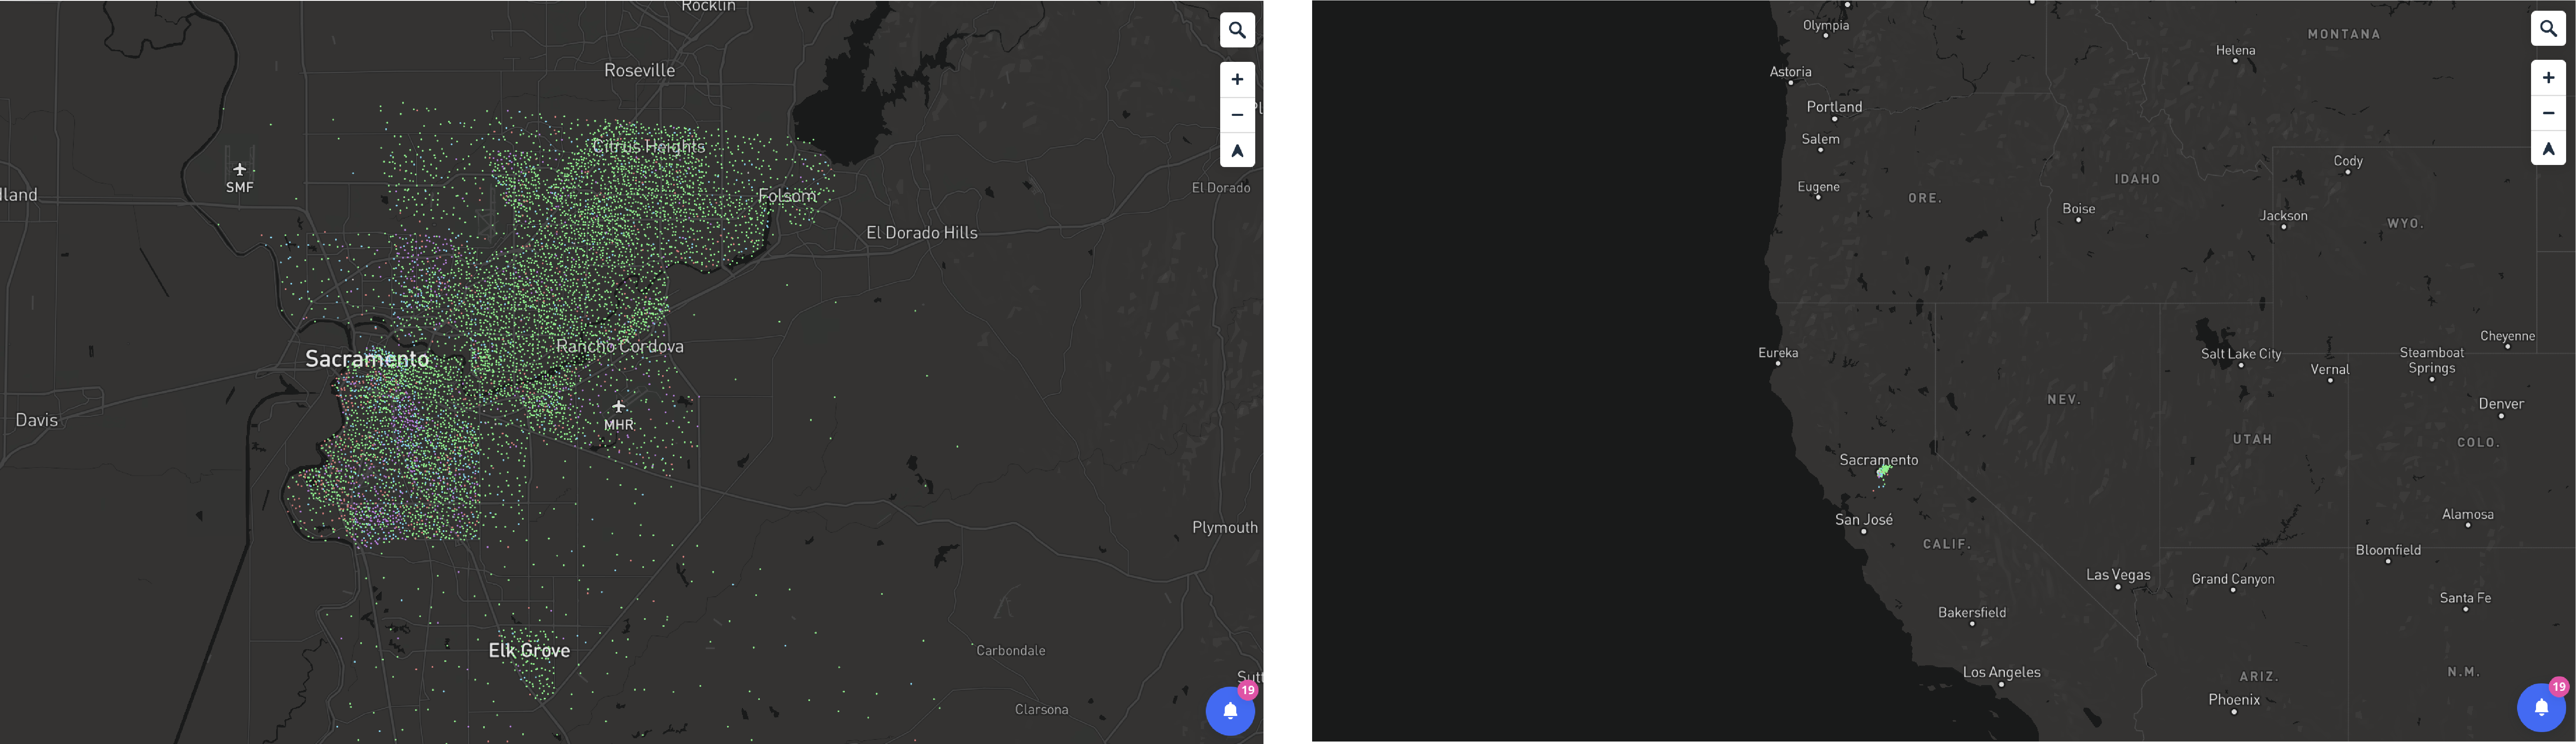 Rocklin
Roseville
Citrus Heights
SMF
Folsom
El Dorado
El Dorado Hills
Rancho Cordova
Sacramento
Davis
MHR
Plymouth
Elk Grove
Carbondale
19
Clarsona
Olympia
MONTANA
Helena
Astoria
Portland
Salem
Cody
IDAHO
Eugene
ORE.
Boise
Jackson
WYO.
Cheyenne
Eureka
Salt Lake City
Steamboat
Springs
Vernal
NEV.
Denver
UTAH
COLO.
Sacramento
Alamosa
San José
CALIF.
Bloomfield
Las Vegas
Grand Canyon
Santa Fe
Bakersfield
Los Angeles
ARIZ.
N.M.
Phoenix
19